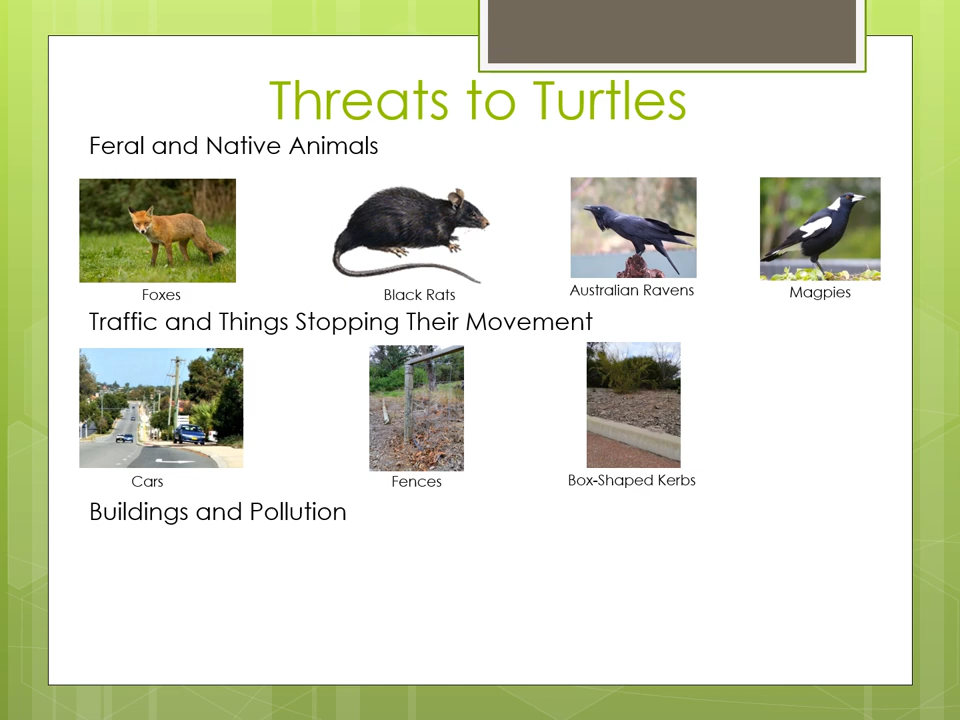 Threats to Turtles
Feral and Native Animals
Foxes
Black Rats
Australian Ravens
Magpies
Traffic and Things Stopping Their Movement
Cars
Fences
Box-Shaped Kerbs
Buildings and Pollution